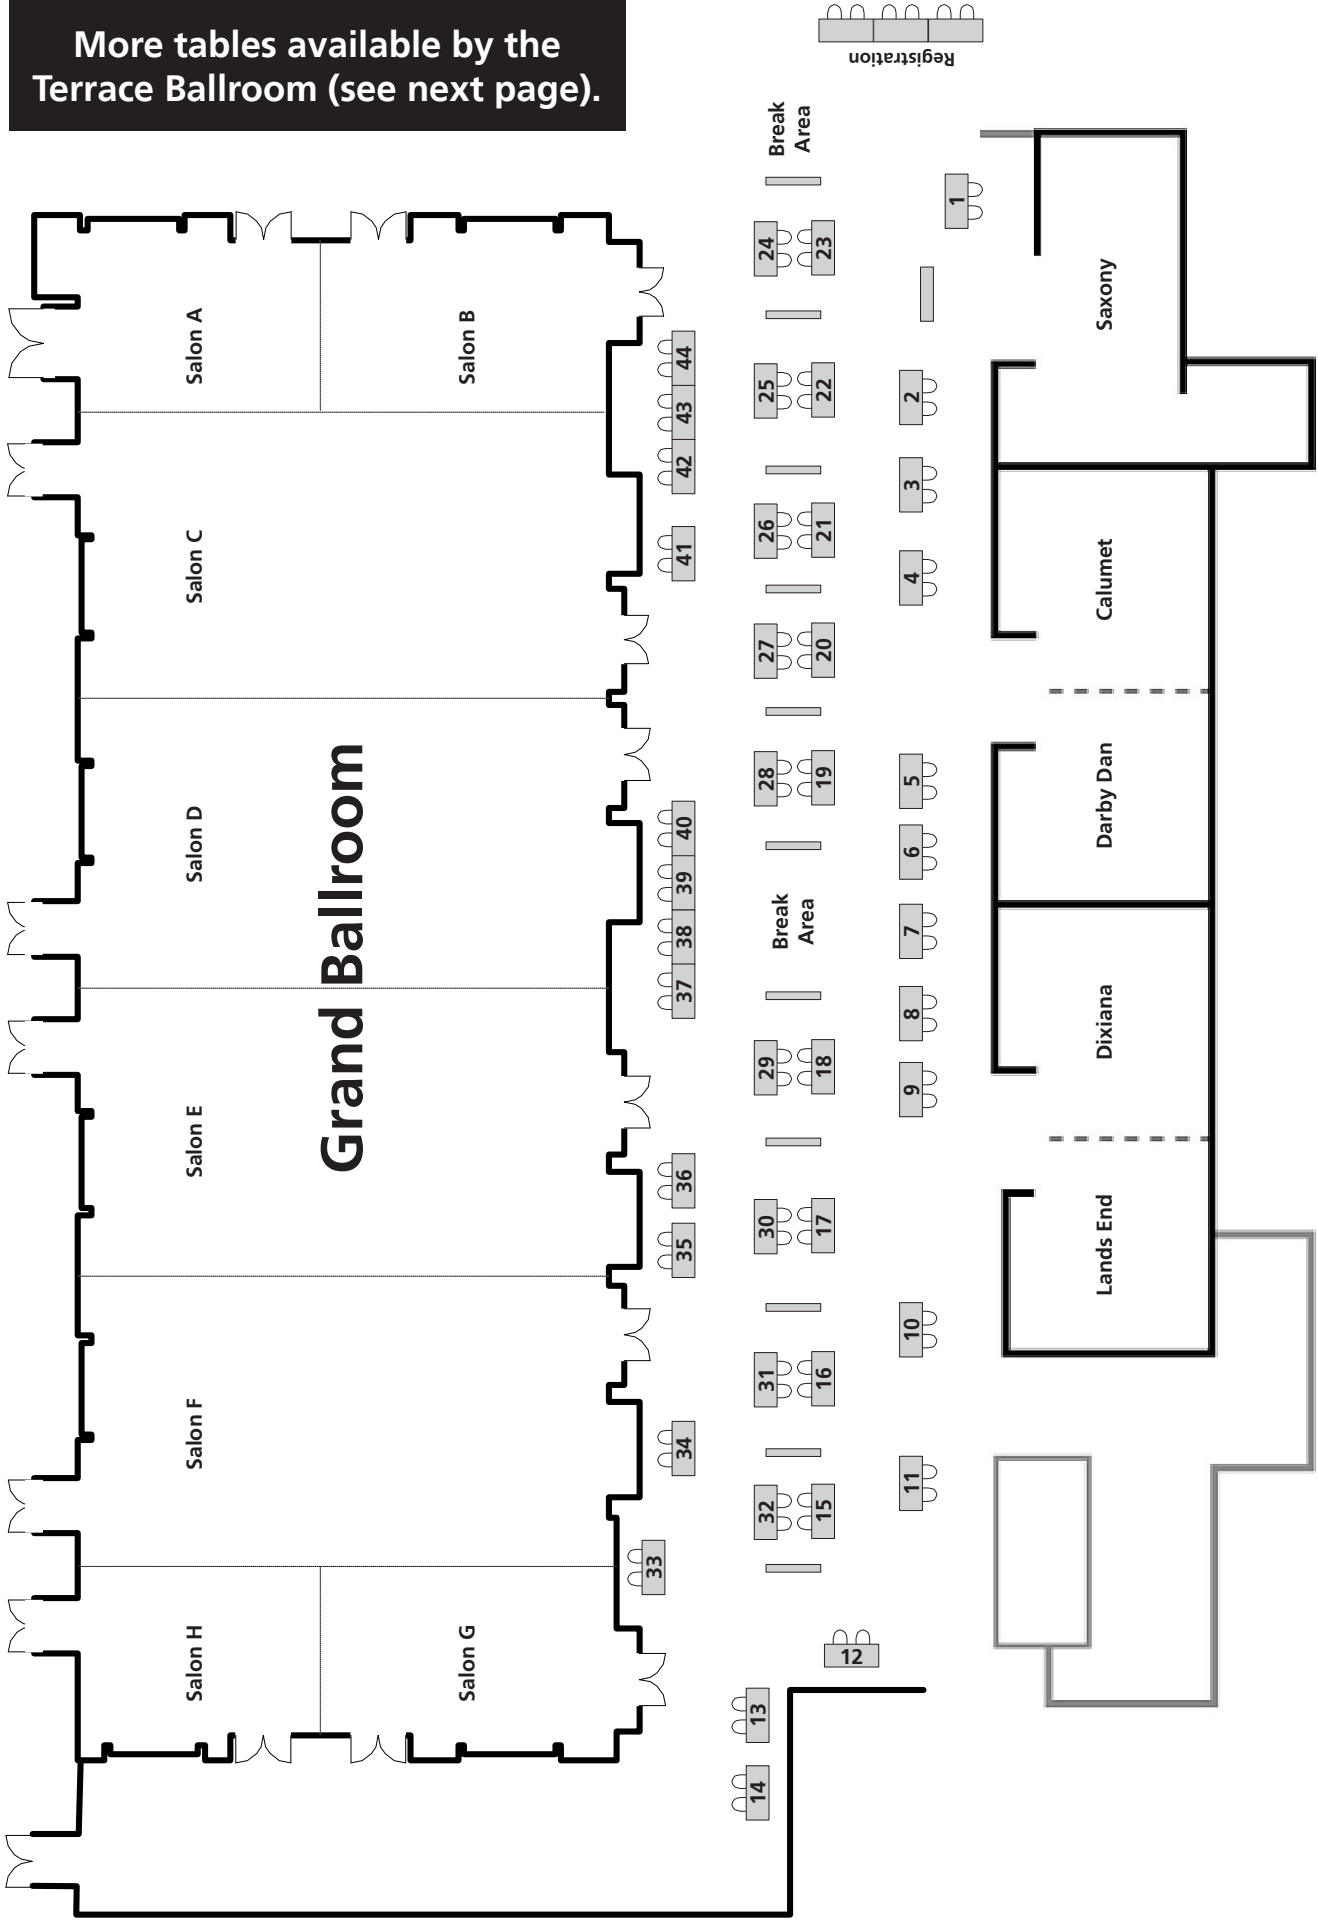 More tables available by the
Terrace Ballroom (see next page).
Registration
Break
Area
1
24
23
Saxony
Salon A
Salon B
44
25
22
2
43
42
3
26
21
41
Salon C
4
Calumet
27
20
28
19
5
Darby Dan
Salon D
40
6
39
Grand Ballroom
Break
Area
38
7
37
8
Dixiana
29
18
9
Salon E
36
30
17
35
Lands End
10
31
16
Salon F
34
11
32
15
33
Salon H
Salon G
12
13
14